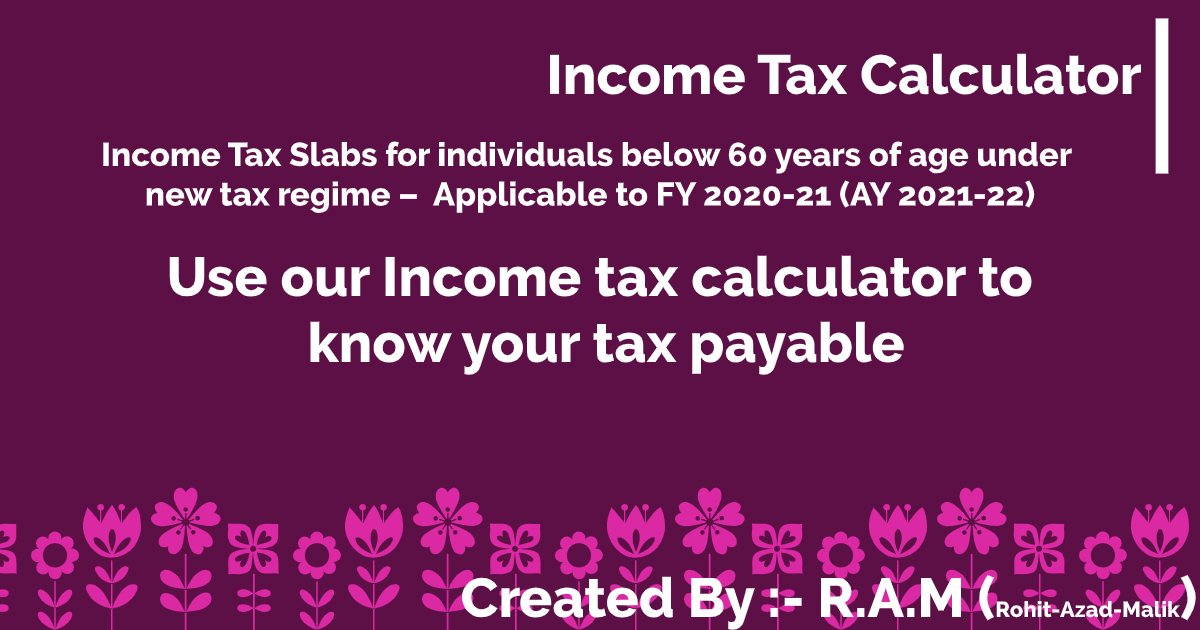 Income Tax Calculator
Income Tax Slabs for individuals below 60 years of age under
new tax regime – Applicable to FY 2020-21 (AY 2021-22)
Use our Income tax calculator to
know your tax payable
Created By :- R.A.M (Rohit-Azad-Malik)